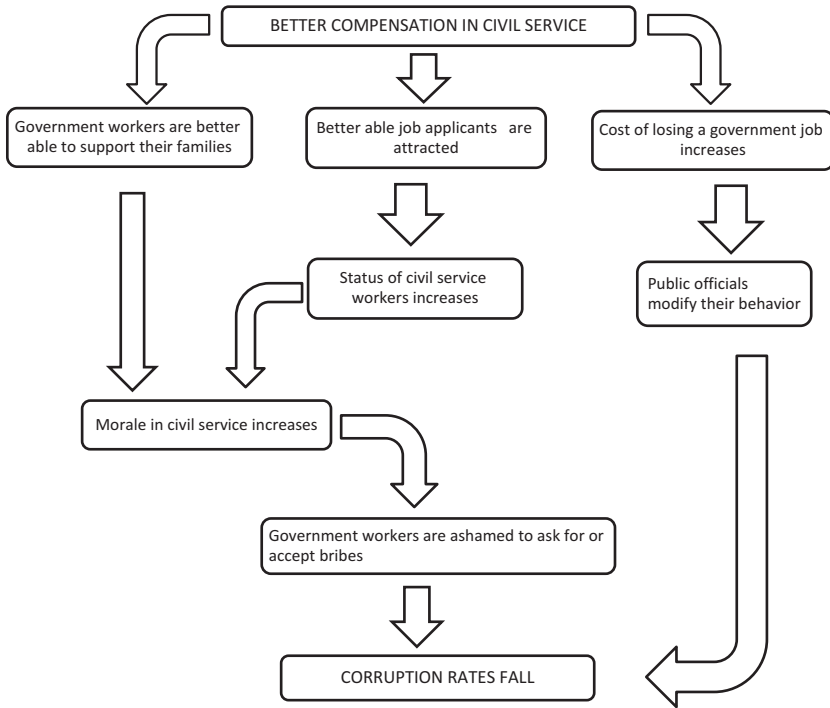 BETTER COMPENSATION IN CIVIL SERVICE
Government workers are better
able to support their families
Better able job applicants are
attracted
Cost of losing a government job
increases
Status of civil service
workers increases
Public officials
modify their behavior
Morale in civil service increases
Government workers are ashamed to ask for or
accept bribes
CORRUPTION RATES FALL